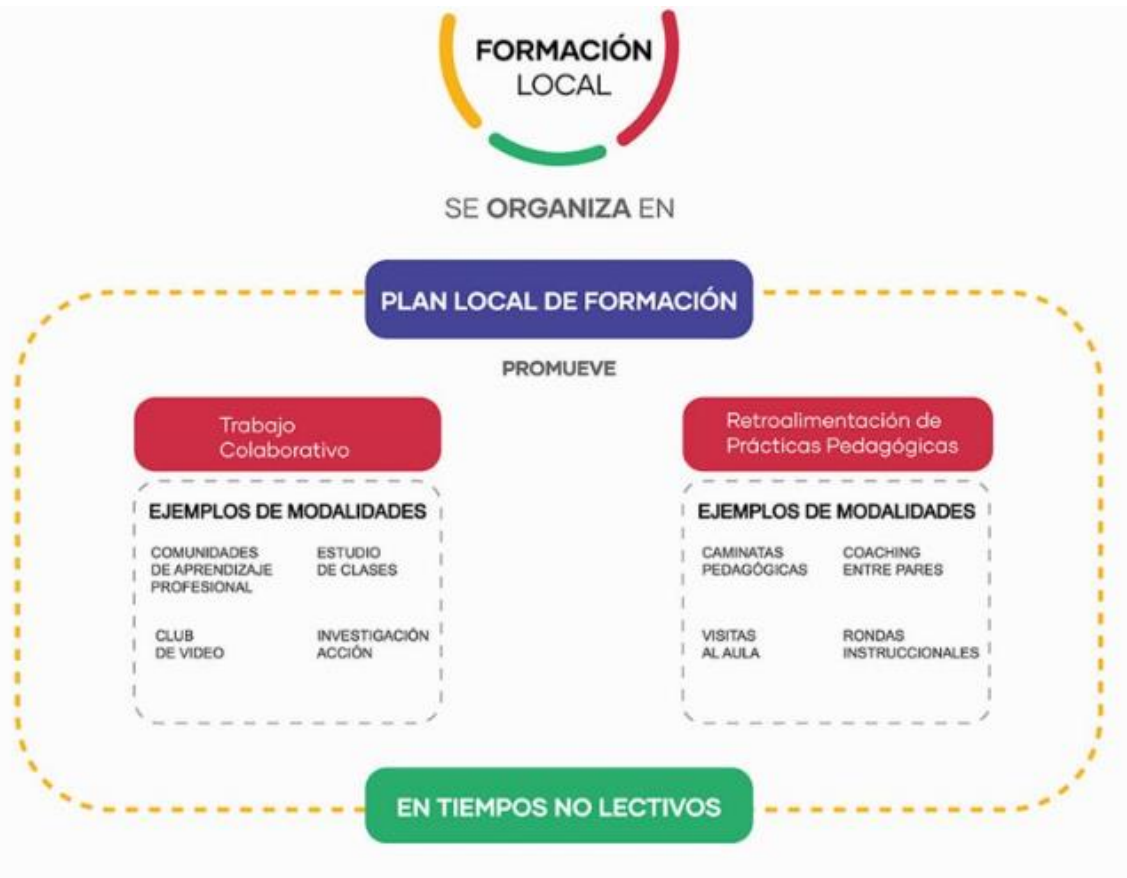 FORMACIÓN
LOCAL
SE ORGANIZA EN
PLAN LOCAL DE FORMACIÓN
PROMUEVE
Trabajo
Colaborativo
EJEMPLOS DE MODALIDADES
COMUNIDADES
DE APRENDIZAJE
PROFESIONAL
ESTUDIO
DE CLASES
CLUB
DE VIDEO
INVESTIGACIÓN
ACCIÓN
Retroalimentación de
Prácticas Pedagógicas
EJEMPLOS DE MODALIDADES
CAMINATAS
PEDAGÓGICAS
COACHING
ENTRE PARES
VISITAS
AL AULA
RONDAS
INSTRUCCIONALES
EN TIEMPOS NO LECTIVOS